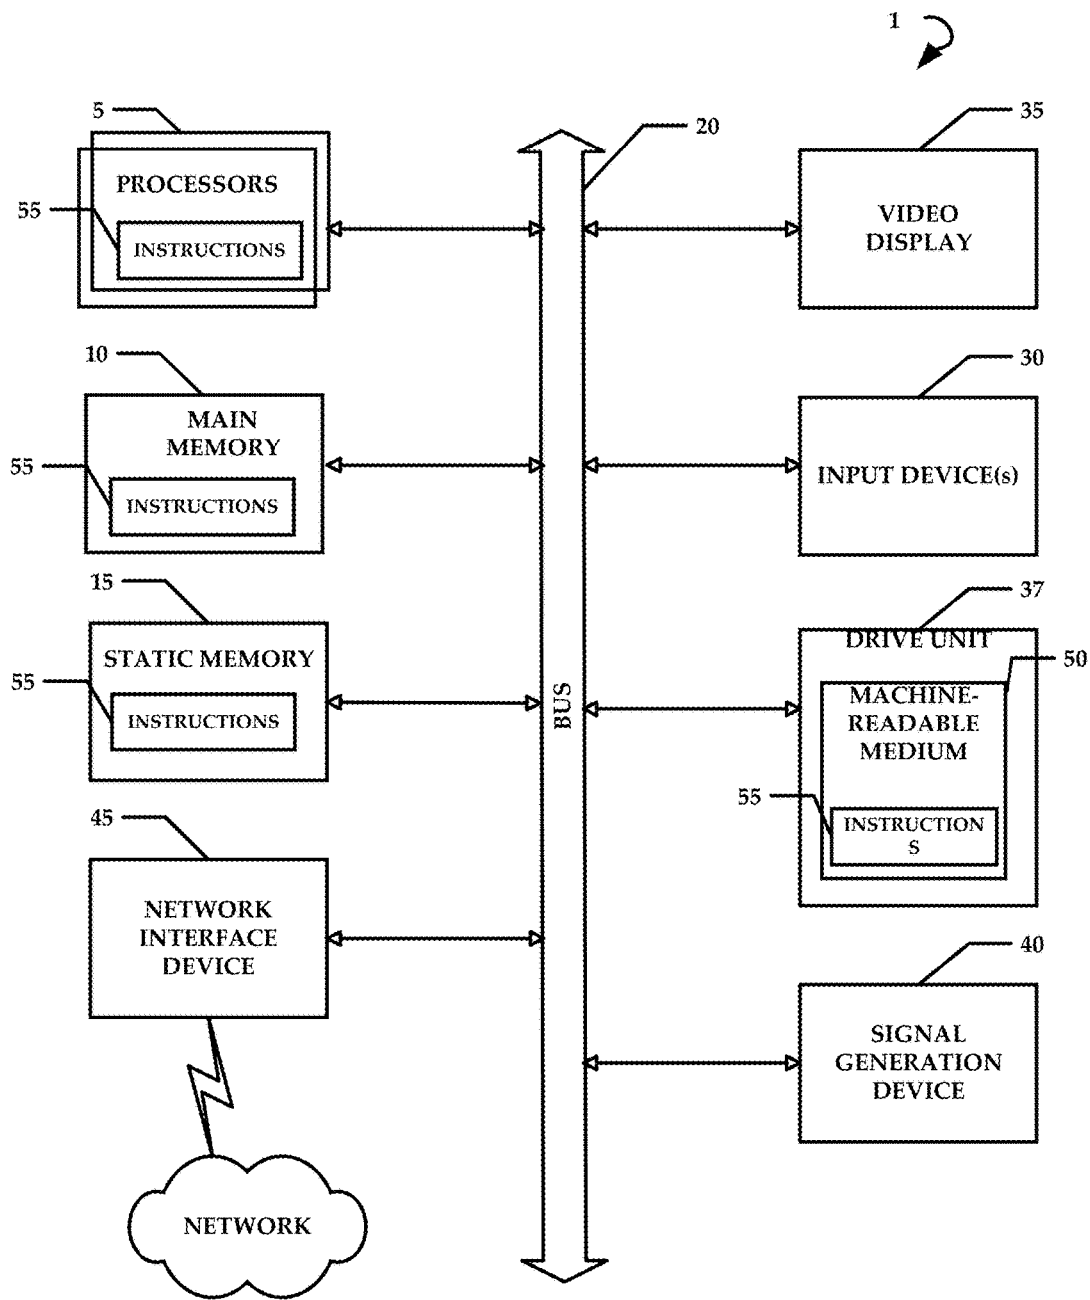 1
5
PROCESSORS
55
INSTRUCTIONS
10
MAIN
MEMORY
55
INSTRUCTIONS
15
STATIC MEMORY
55
INSTRUCTIONS
45
NETWORK
INTERFACE
DEVICE
NETWORK
20
BUS
35
VIDEO
DISPLAY
30
INPUT DEVICE(s)
37
DRIVE UNIT
50
MACHINE-
READABLE
MEDIUM
55
INSTRUCTION
S
40
SIGNAL
GENERATION
DEVICE